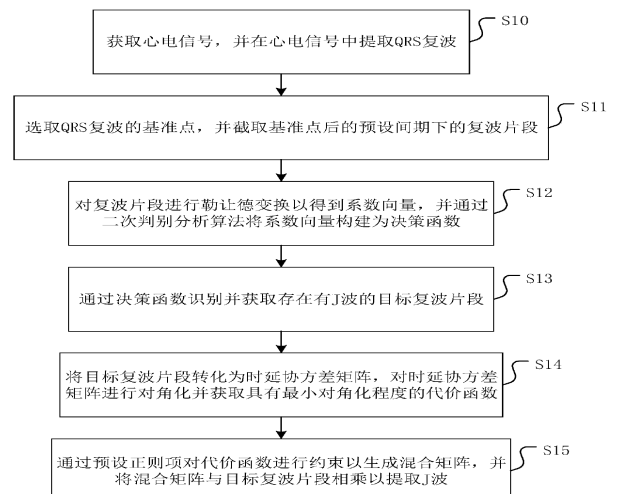 S10
获取心电信号，并在心电信号中提取QRS复波
S11
选取QRS复波的基准点，并截取基准点后的预设间期下的复波片段
S12
对复波片段进行勒让德变换以得到系数向量，并通过
二次判别分析算法将系数向量构建为决策函数
S13
通过决策函数识别并获取存在有J波的目标复波片段
S14
将目标复波片段转化为时延协方差矩阵，对时延协方差
矩阵进行对角化并获取具有最小对角化程度的代价函数
S15
通过预设正则项对代价函数进行约束以生成混合矩阵，并
将混合矩阵与目标复波片段相乘以提取J波